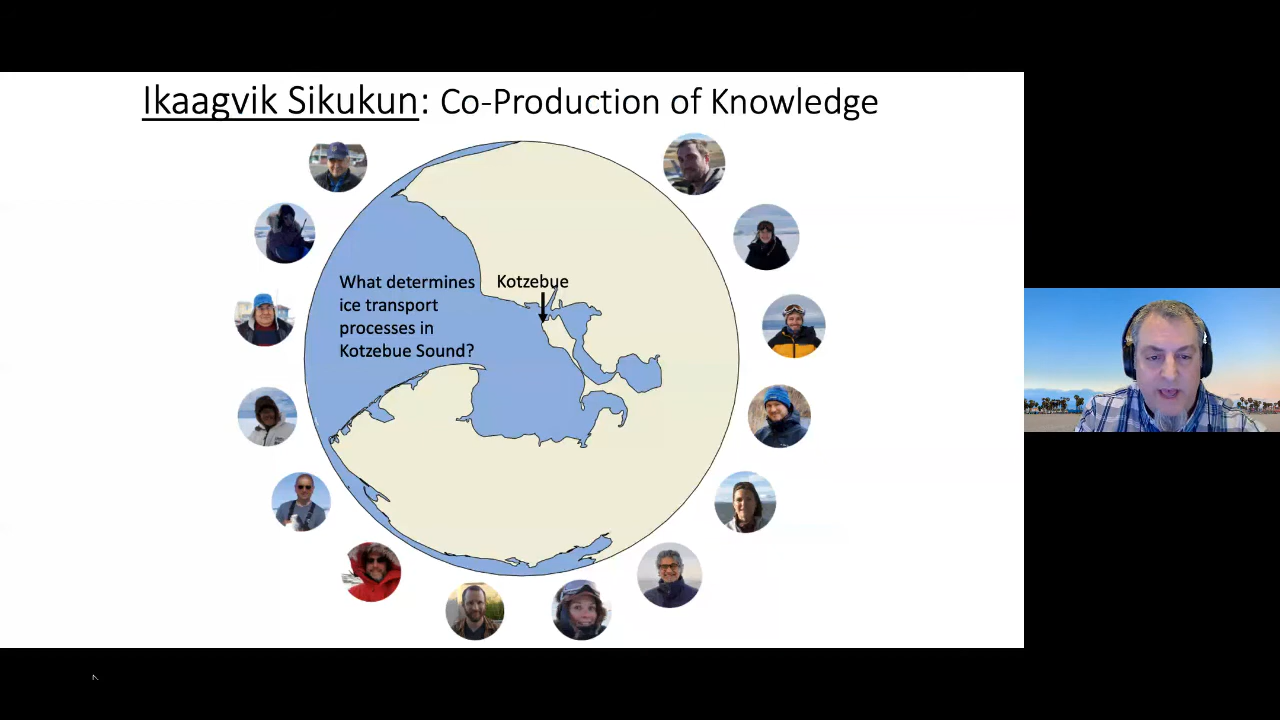 Ikaagvik Sikukun: Co-Production of Knowledge
What determines
ice transport
processes in
Kotzebue Sound?
Kotzebue